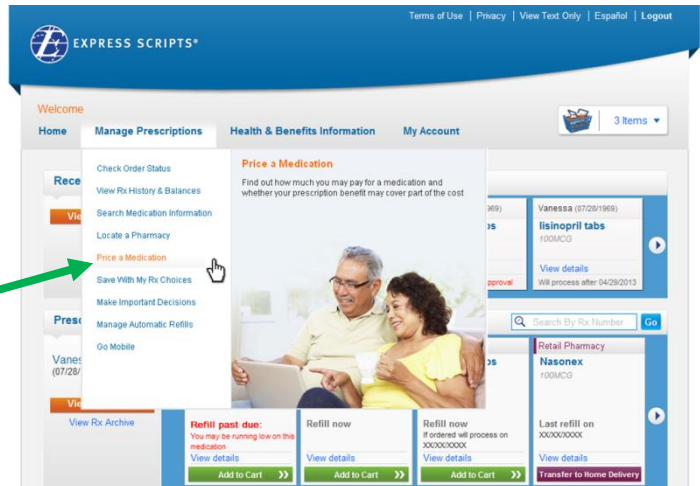 Terms of Use | Privacy | View Text Only | Español | Logout
EXPRESS SCRIPTS®
Welcome
3 Items
Home Manage Prescriptions Health & Benefits Information My Account
Check Order Status
View Rx History & Balances
Search Medication Information
Locate a Pharmacy
Price a Medication
Save With My Rx Choices
Make Important Decisions
Manage Automatic Refills
Go Mobile
Price a Medication
Find out how much you may pay for a medication and
whether your prescription benefit may cover part of the cost
Vanessa (07/28/1969)
lisinopril tabs
100MCG
View details
Will process after 04/29/2013
Search By Rx Number Go
(07/28/
View Rx Archive
Refill past due:
You may be running low on this
medication
View details
Add to Cart
Refill now
View details
Add to Cart
Refill now
If ordered will process on
XX/XX/XXXX
View details
Add to Cart
Retail Pharmacy
Nasonex
100MCG
Last refill on
XX/XX/XXXX
View details
Transfer to Home Delivery